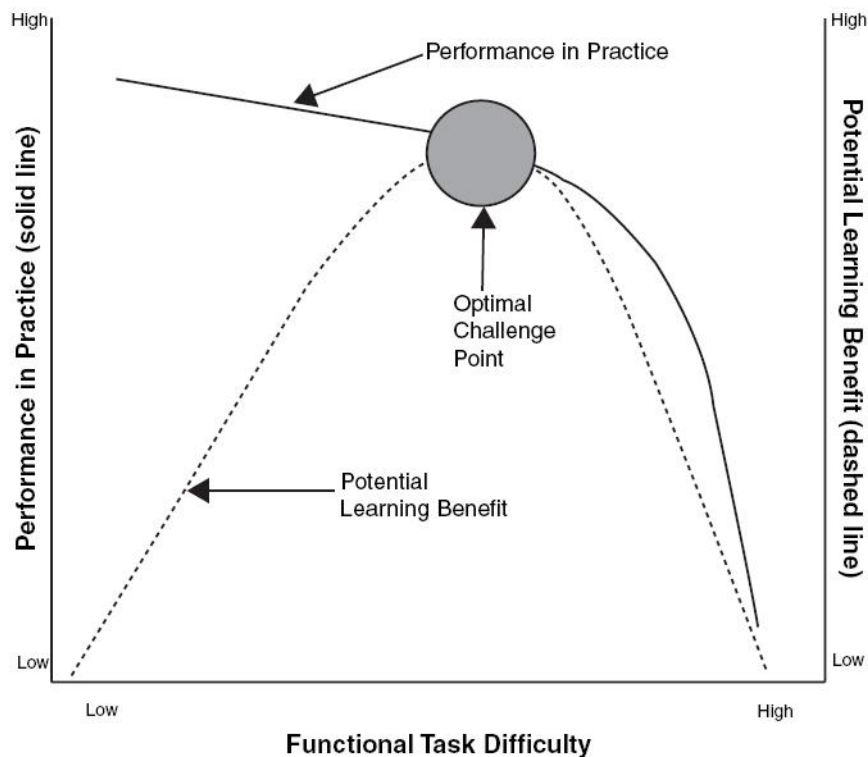 High
High
Performance in Practice
Performance in Practice (solid line)
Potential Learning Benefit (dashed line)
Optimal
Challenge
Point
Potential
Learning Benefit
Low
Low
Low
High
Functional Task Difficulty